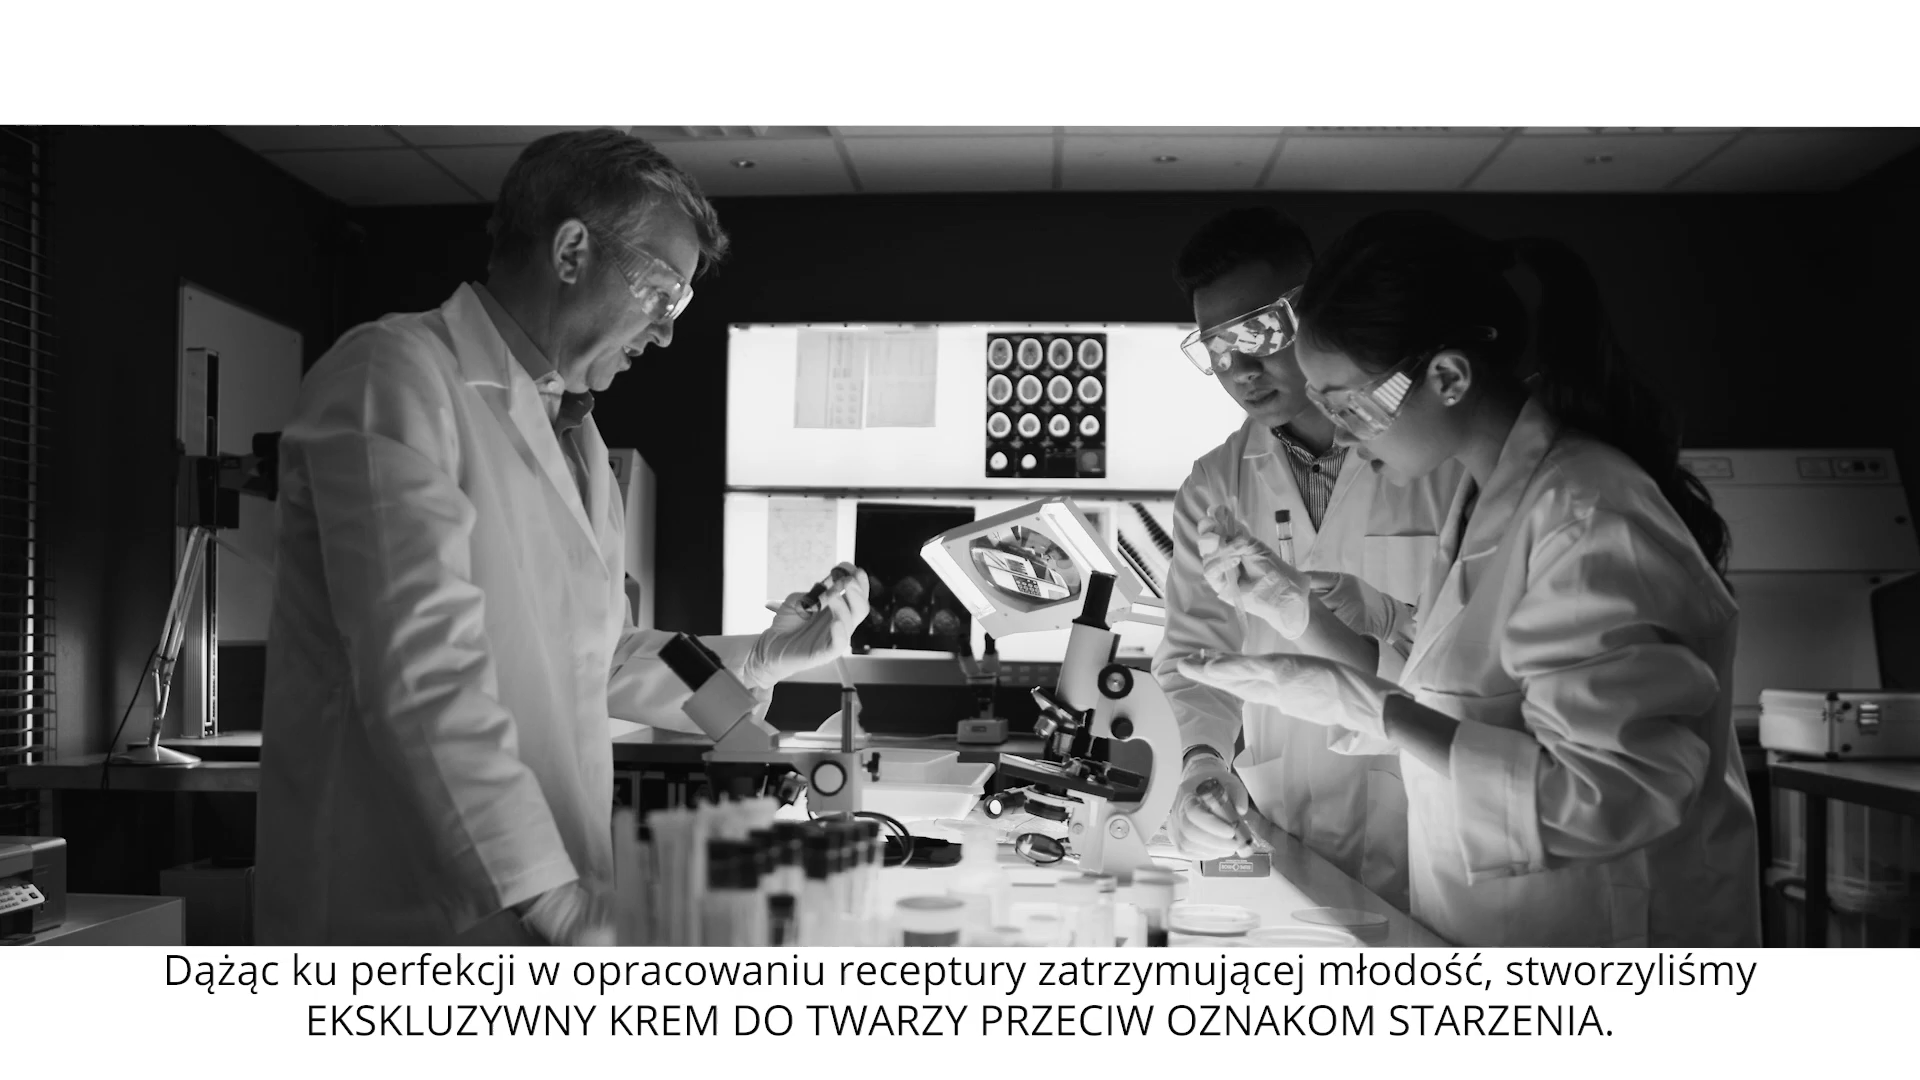 Dążąc ku perfekcji w opracowaniu receptury zatrzymującej młodość, stworzyliśmy
EKSKLUZYWNY KREM DO TWARZY PRZECIW OZNAKOM STARZENIA.